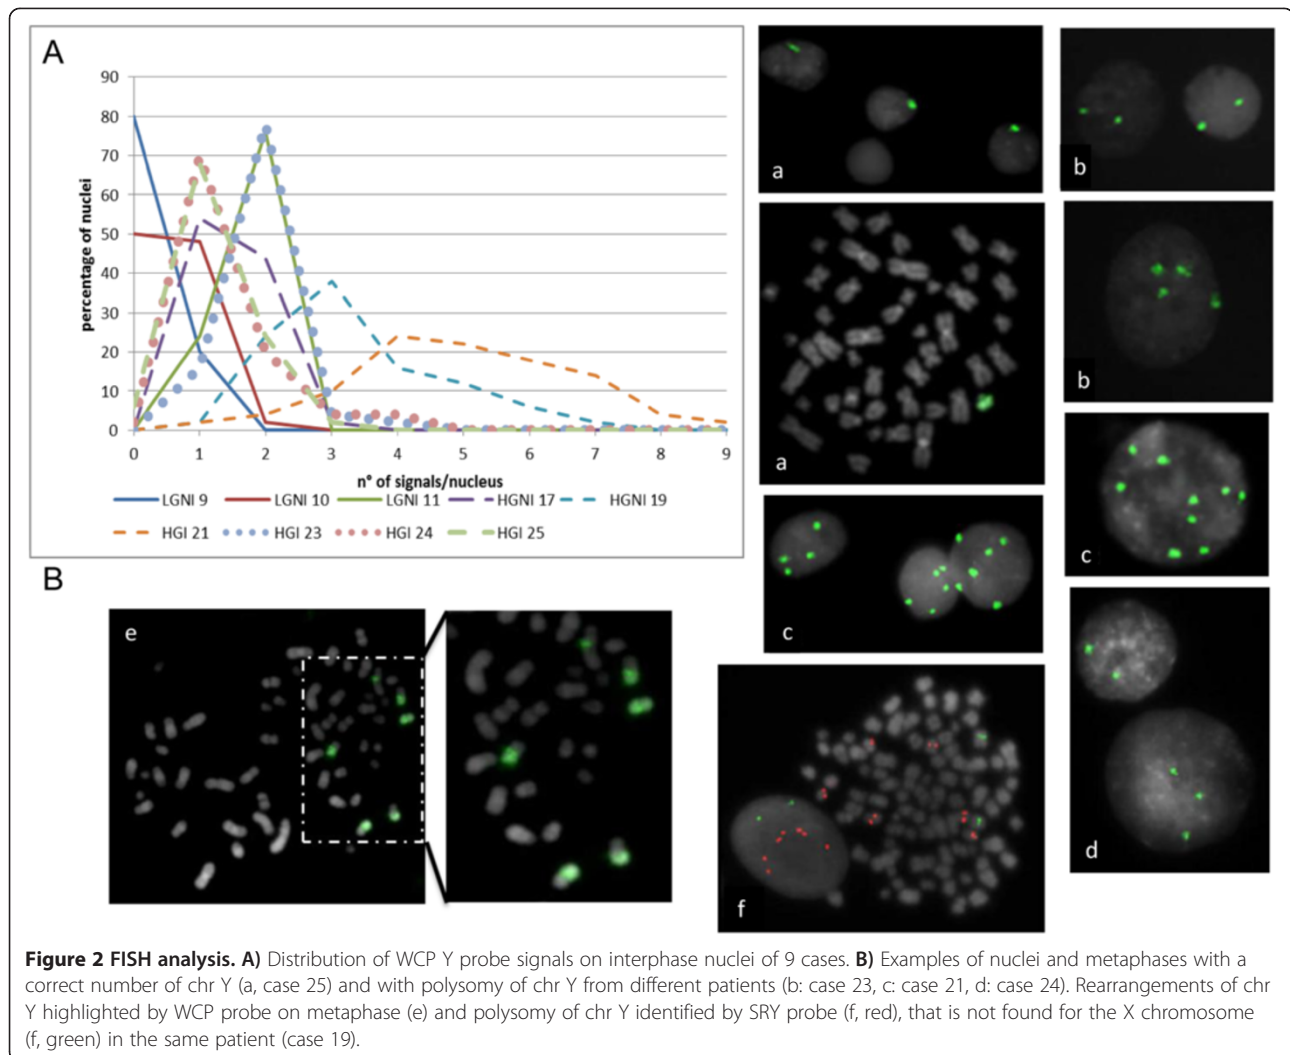 A
90
80
70
60
50
40
30
20
10
0
percentage of nuclei
0 1 2 3 4 5 6 7 8 9
n° of signals/nucleus
LGNI 9 LGNI 10 LGNI 11 HGNI 17 HGNI 19
HGI 21 HGI 23 HGI 24 HGI 25
a
b
a
b
c
c
d
B
e
f
Figure 2 FISH analysis. A) Distribution of WCP Y probe signals on interphase nuclei of 9 cases. B) Examples of nuclei and metaphases with a
correct number of chr Y (a, case 25) and with polysomy of chr Y from different patients (b: case 23, c: case 21, d: case 24). Rearrangements of chr
Y highlighted by WCP probe on metaphase (e) and polysomy of chr Y identified by SRY probe (f, red), that is not found for the X chromosome
(f, green) in the same patient (case 19).